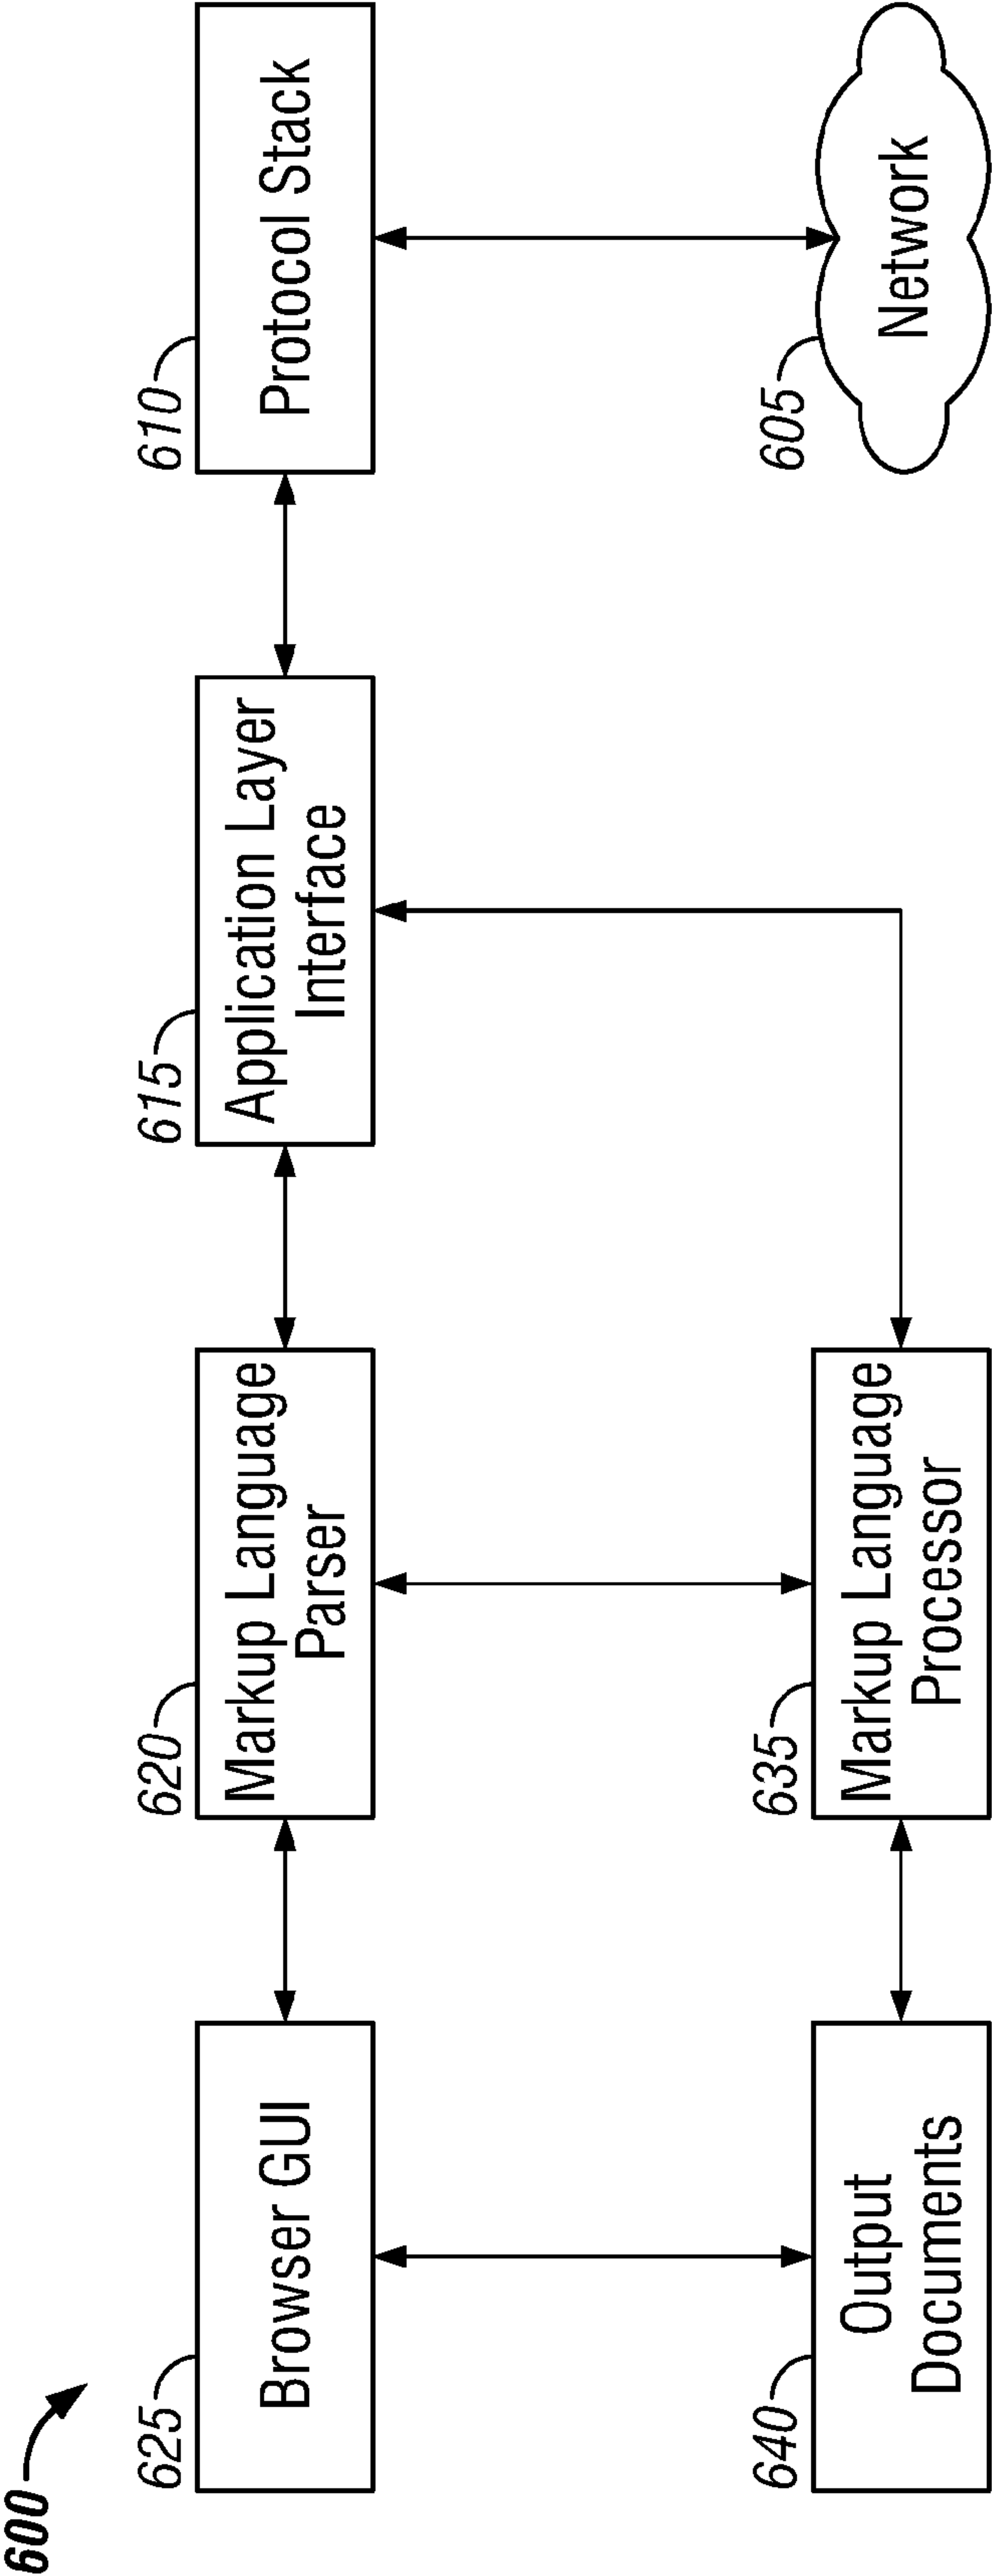 600
625
Browser GUI
620
Markup Language
Parser
615
Application Layer
Interface
610
Protocol Stack
640
Output
Documents
635
Markup Language
Processor
605
Network